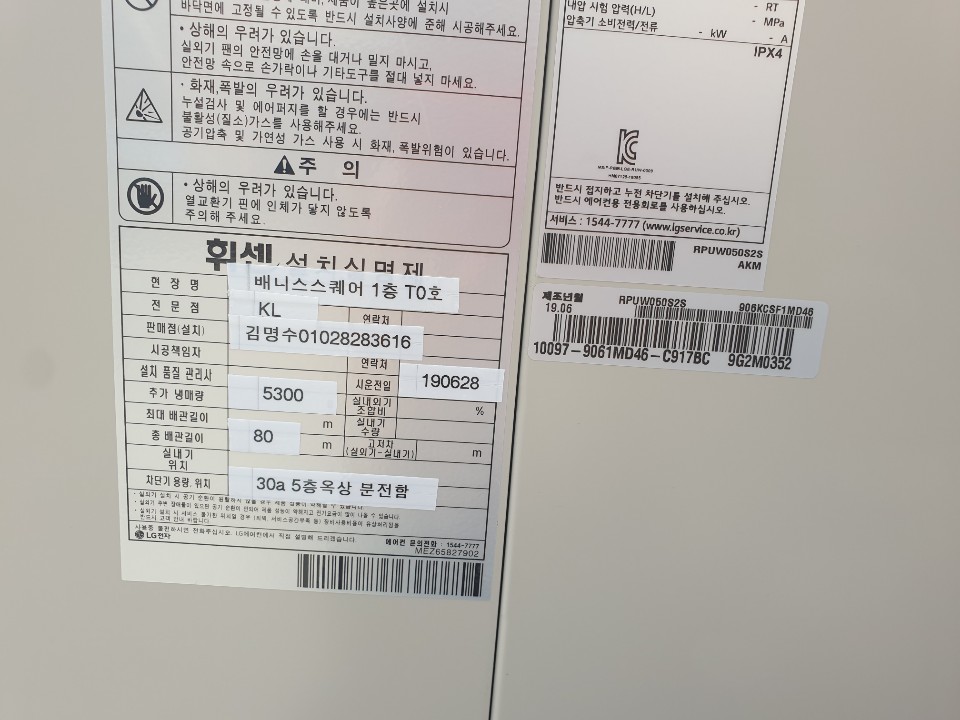 바닥면에 고정될 수 있도록 반드시 설치사양에 준해 시공해주세요.
· 상해의 우려가 있습니다.
실외기 팬의 안전망에 손을 대거나 밀지 마시고,
안전망 속으로 손가락이나 기타도구를 절대 넣지 마세요.
· 화재,폭발의 우려가 있습니다.
누설검사 및 에어퍼지를 할 경우에는 반드시
불활성(질소)가스를 사용해주세요.
공기압축 및 가연성 가스 사용 시 화재, 폭발위험이 있습니다.
주 의
· 상해의 우려가 있습니다.
열교환기 핀에 인체가 닿지 않도록
주의해 주세요.
휘센 설치실명제
현 장 명 배니스스퀘어 1층 T0호
전 문 점 KL 연락처
판매점(설치) 김명수01028283616
시공책임자 연락처
설치 품질 관리사 시운전일 190628
추가 냉매량 5300 실내외기 조합비 %
최대 배관길이 m 실내기 수량
총 배관길이 80 m 고저차 (실외기-실내기) m
실내기 위치
차단기 용량, 위치 30a 5층옥상 분전함
LG전자 에어컨 문의전화 : 1544-7777
MEZ65827902
내압 시험 압력(H/L) - MPa
압축기 소비전력/전류 - kW - A
- RT
IPX4
반드시 접지하고 누전 차단기를 설치해 주십시오.
반드시 에어컨용 전용회로를 사용하십시오.
서비스 : 1544-7777 (www.lgservice.co.kr)
RPUW050S2S
AKM
제조년월 RPUW050S2S 906KCSF1MD46
19.06
10097-9061MD46-C917BC 9G2M0352